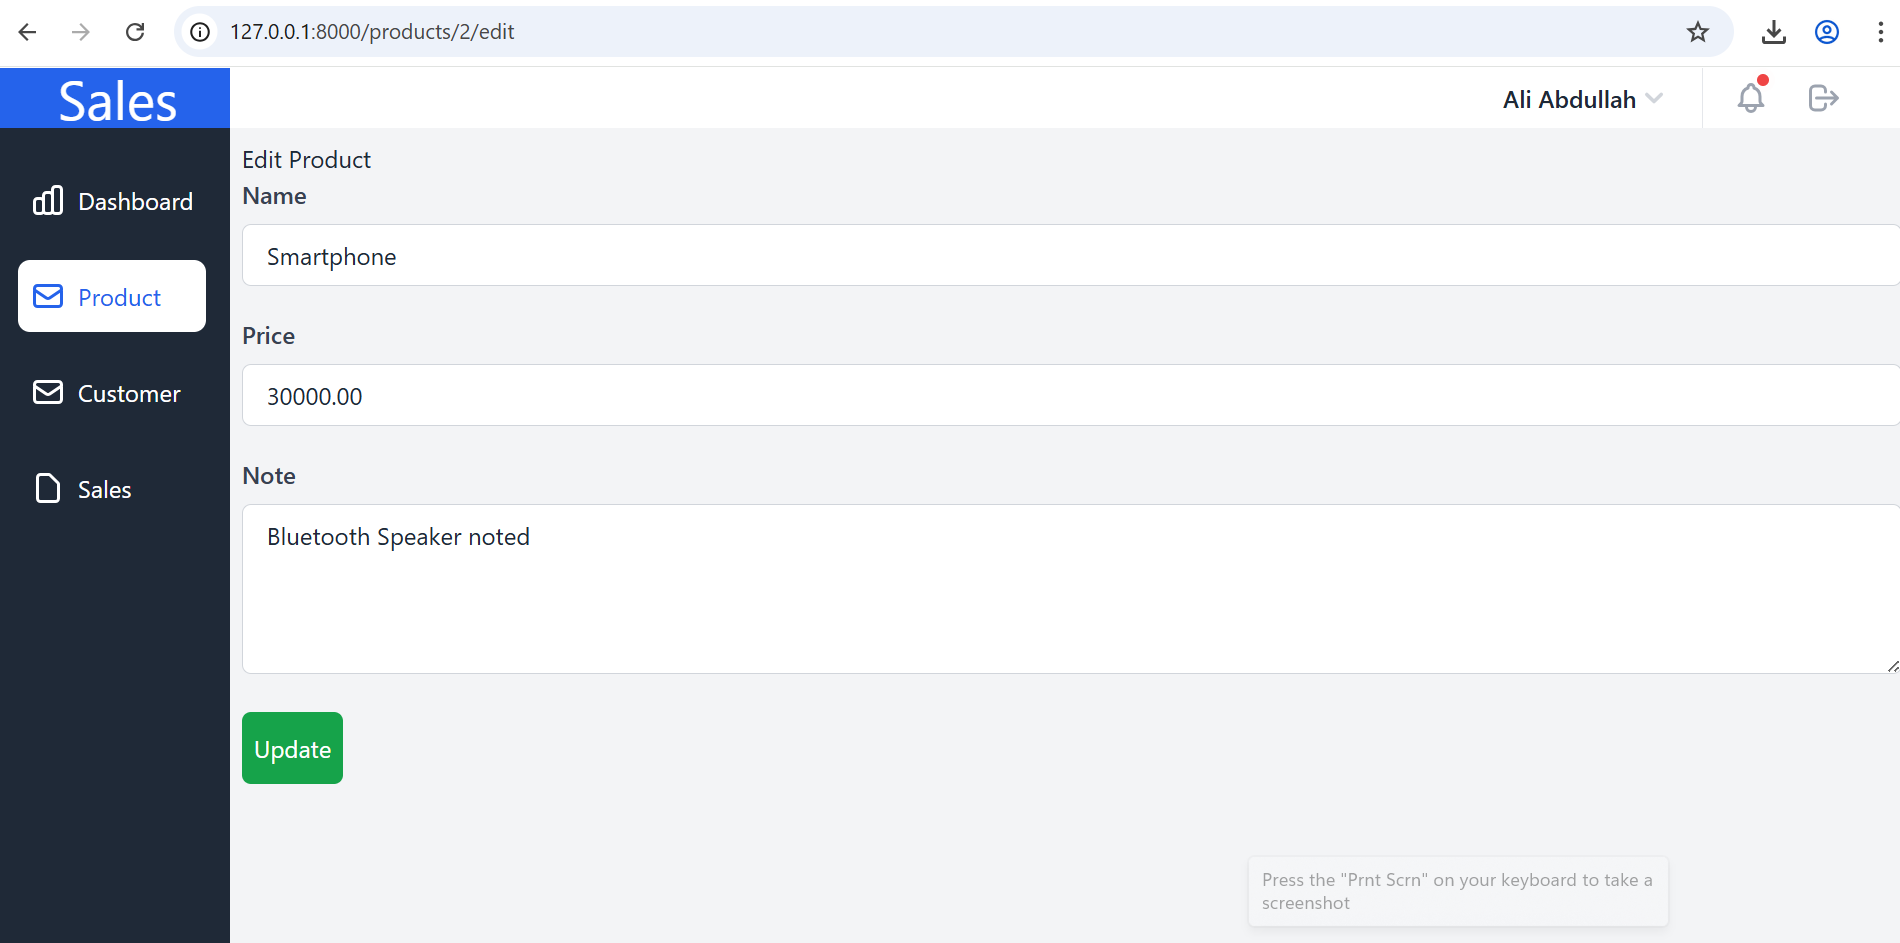 127.0.0.1:8000/products/2/edit
Sales
Ali Abdullah
Dashboard
Product
Customer
Sales
Edit Product
Name
Smartphone
Price
30000.00
Note
Bluetooth Speaker noted
Update
Press the "Prnt Scrn" on your keyboard to take a
screenshot